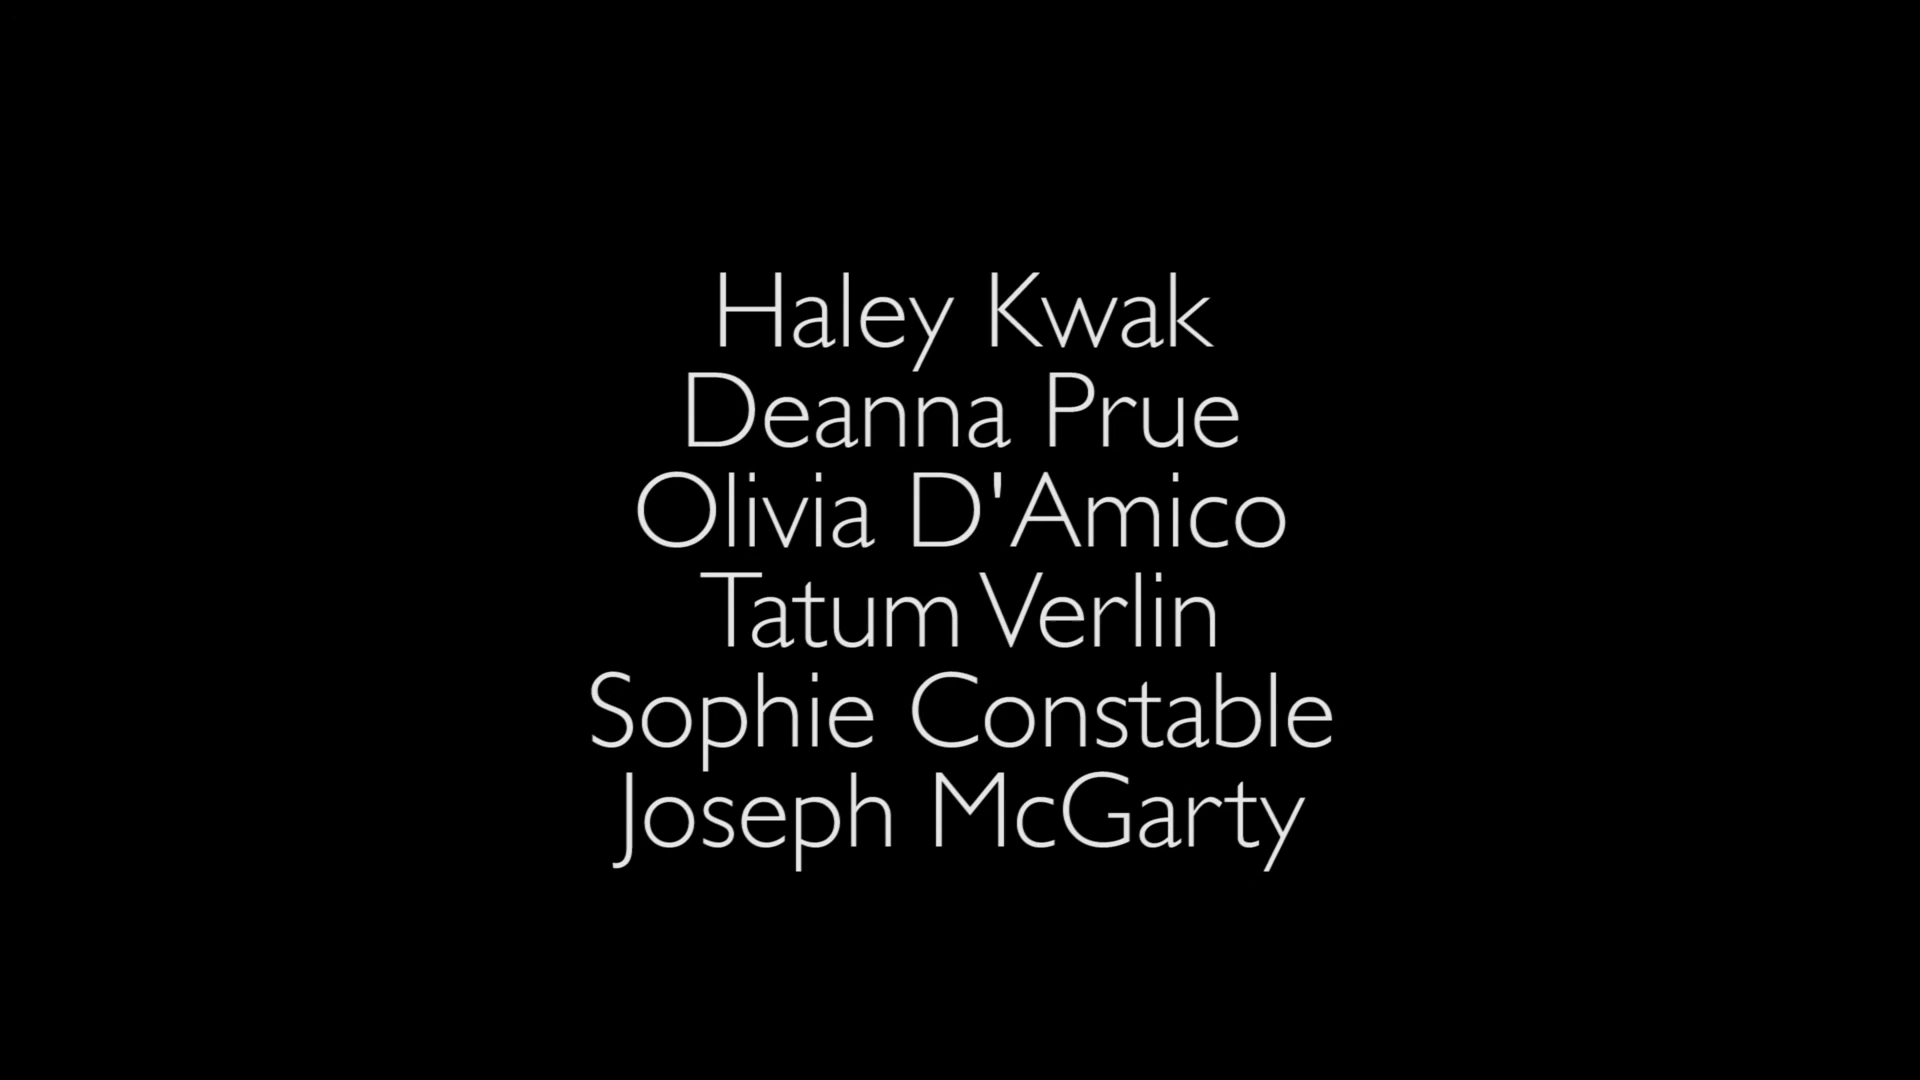 Haley Kwak
Deanna Prue
Olivia D'Amico
Tatum Verlin
Sophie Constable
Joseph McGarty